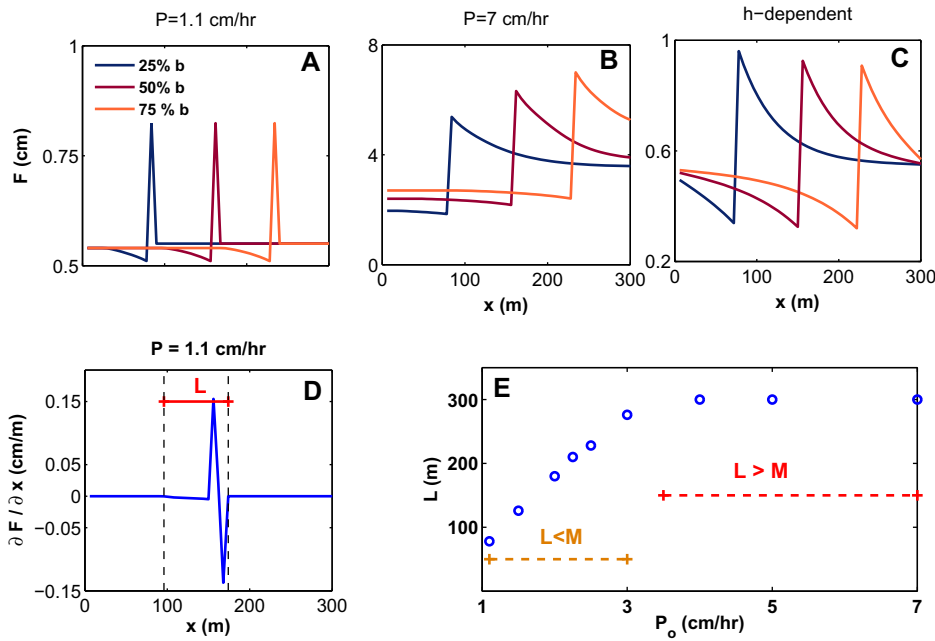 P=1.1 cm/hr
P=7 cm/hr
h-dependent
A
B
C
25% b
50% b
75 % b
F (cm)
1
0.75
0.5
8
4
0
0 100 200 300
x (m)
1
0.6
0.2
0 100 200 300
x (m)
P = 1.1 cm/hr
D
L
∂ F / ∂ x (cm/m)
0.15
0.05
0
−0.05
−0.15
0 100 200 300
x (m)
E
L (m)
300
200
100
L > M
L<M
1 3 5 7
Po (cm/hr)